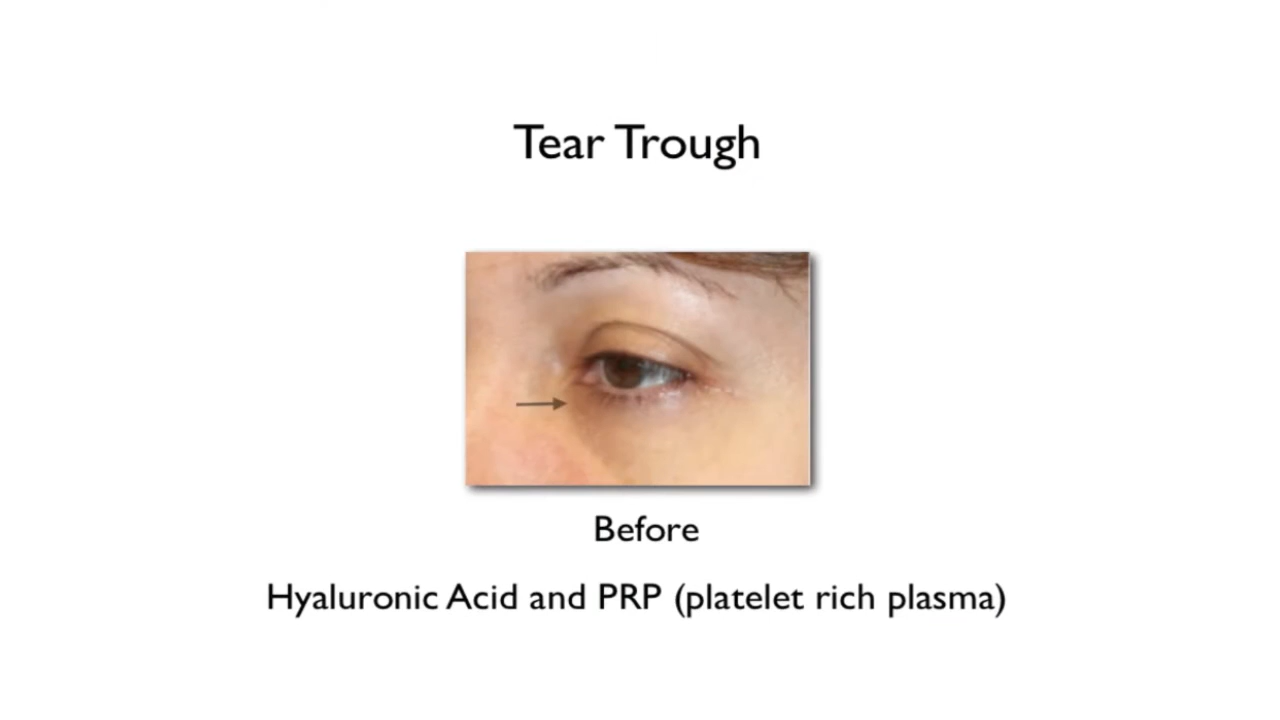 Tear Trough
Before
Hyaluronic Acid and PRP (platelet rich plasma)